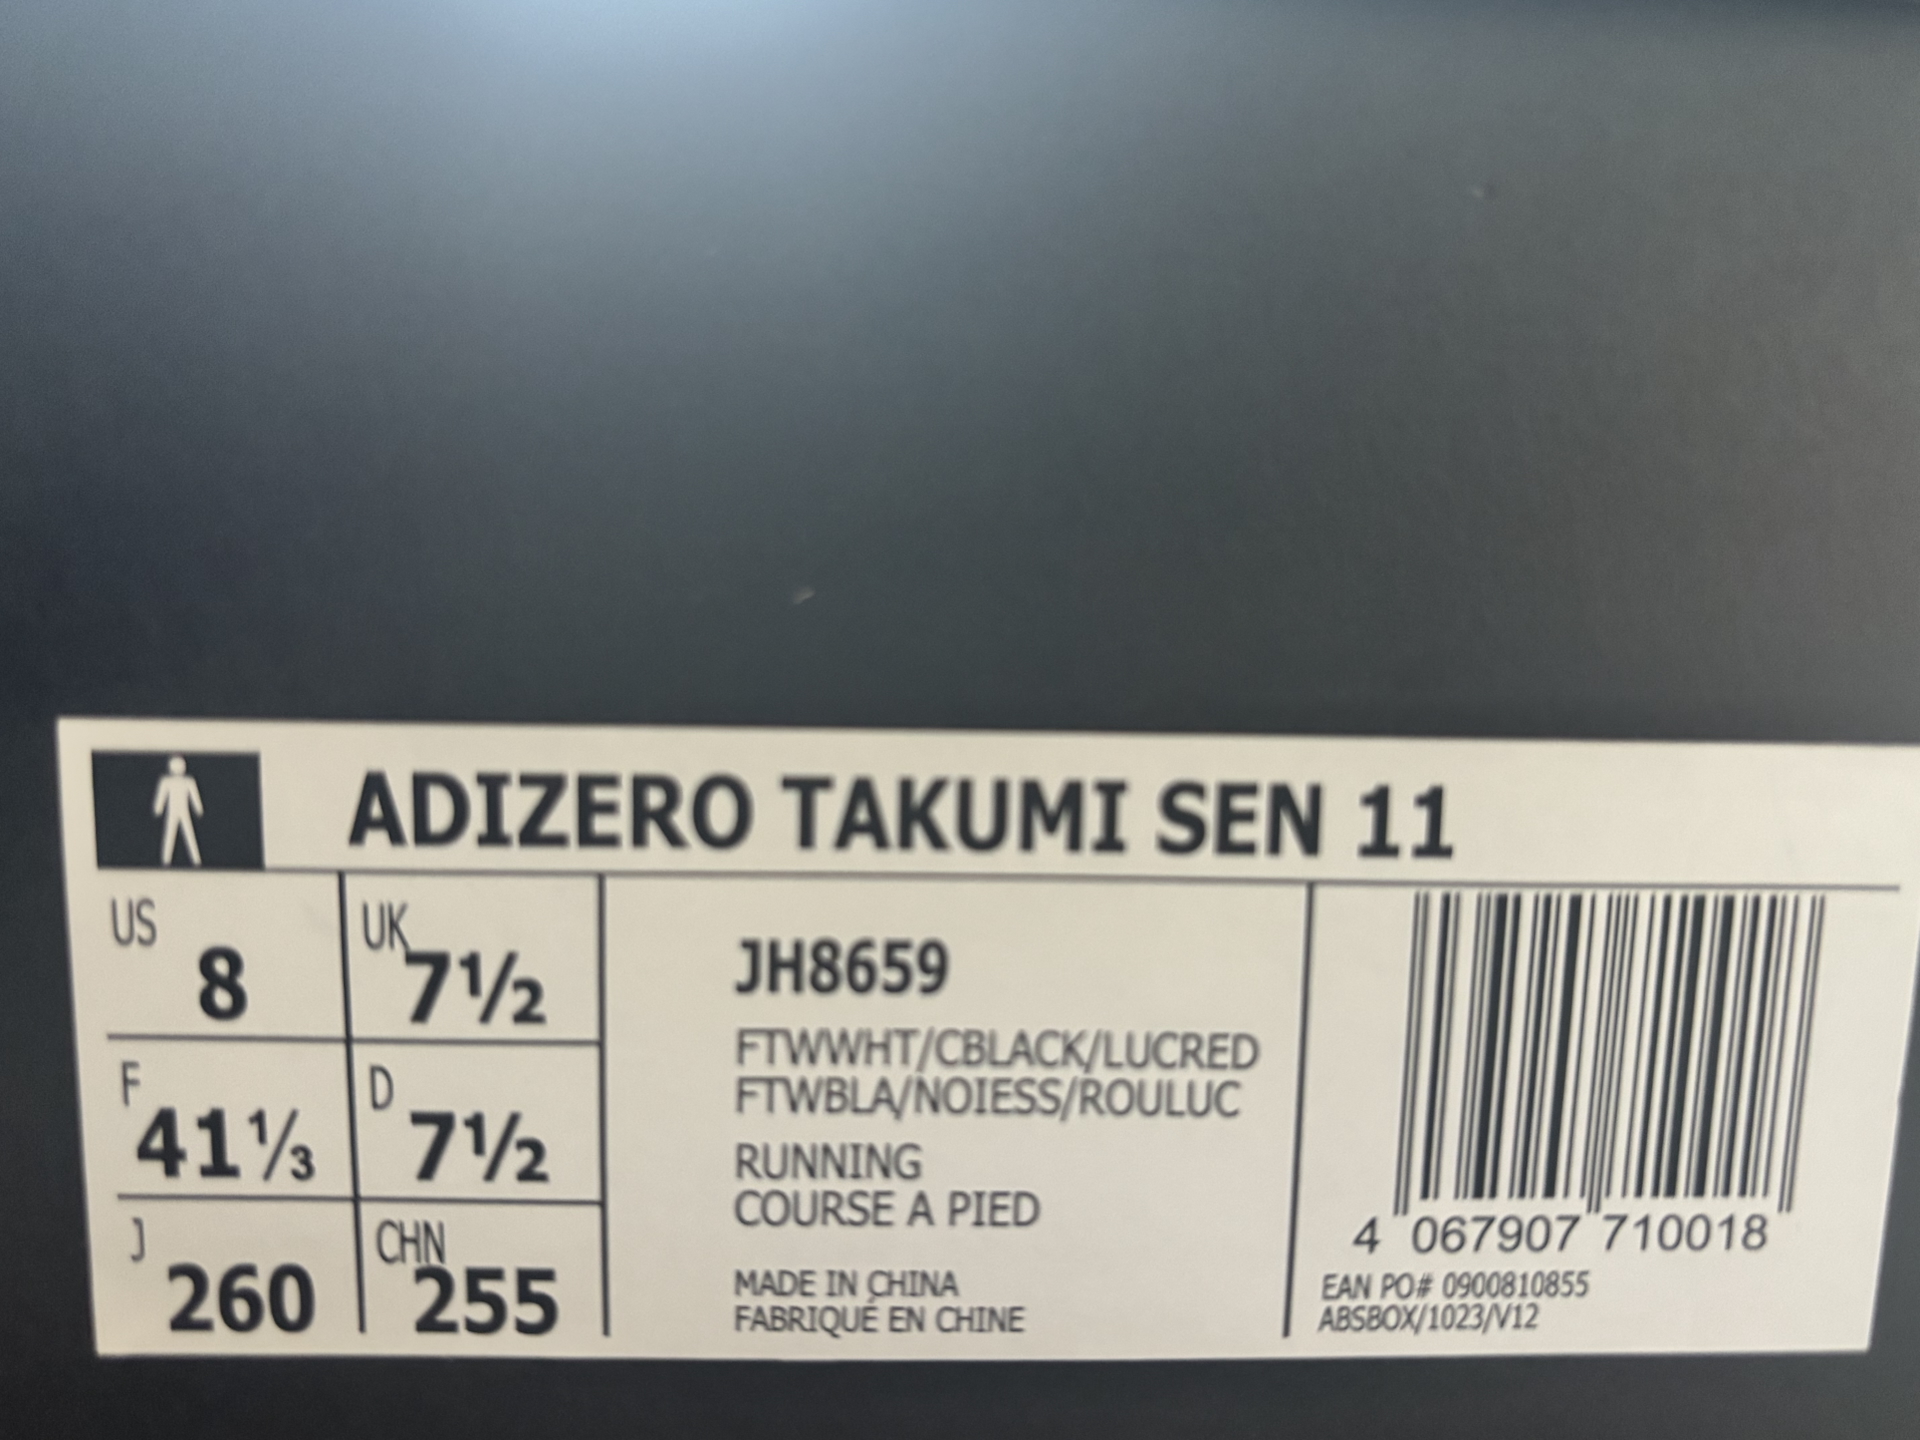 ADIZERO TAKUMI SEN 11
US 8
UK 7½
F 41⅓
D 7½
J 260
CHN 255
JH8659
FTWWHT/CBLACK/LUCRED
FTWBLA/NOIESS/ROULUC
RUNNING
COURSE A PIED
MADE IN CHINA
FABRIQUÉ EN CHINE
4 067907 710018
EAN PO# 0900810855
ABSBOX/1023/V12